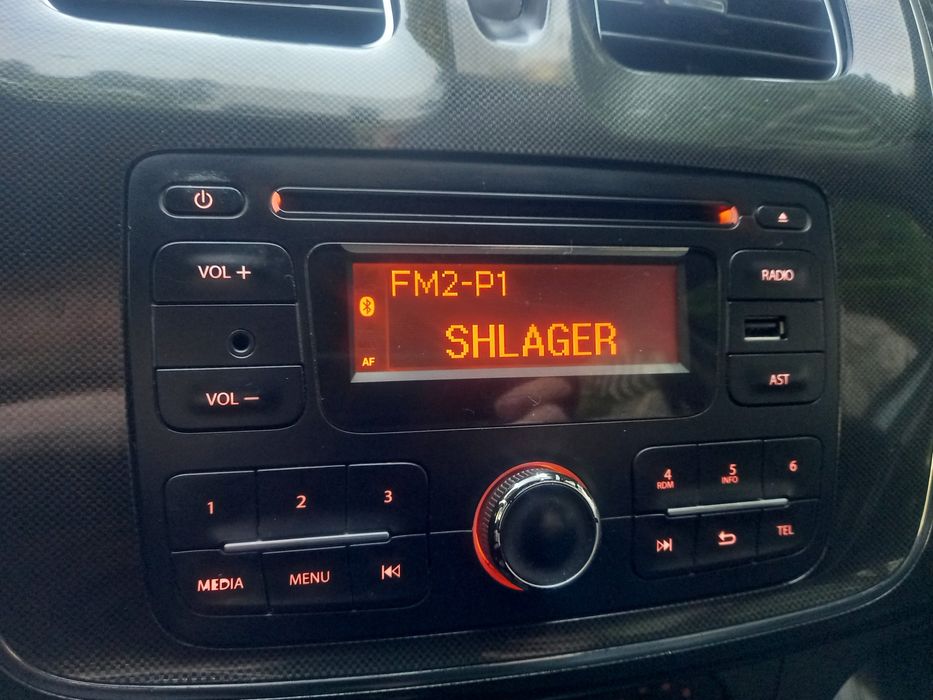 VOL +
VOL −
FM2-P1
SHLAGER
AF
RADIO
AST
1
2
3
4
RDM
5
INFO
6
MEDIA
MENU
TEL